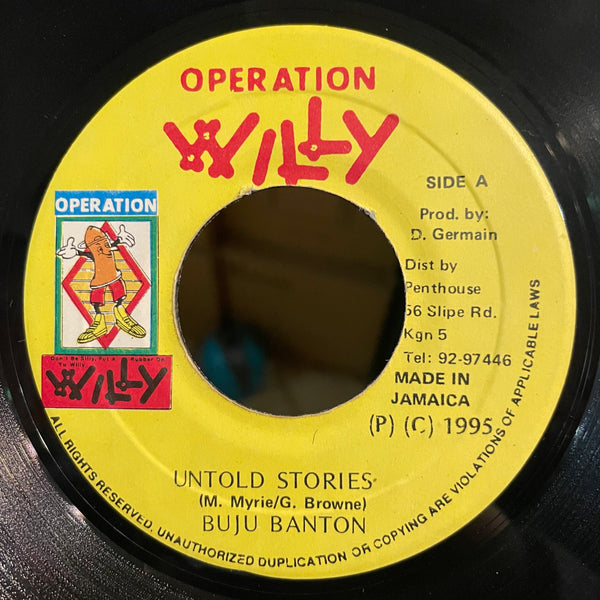 OPERATION
WILLY
SIDE A
Prod. by:
D. Germain
Dist by
Penthouse
56 Slipe Rd.
Kgn 5
Tel: 92-97446
MADE IN
JAMAICA
(P) (C) 1995
OPERATION
Don't Be Silly, Put A Rubber On
Yu Willy
WILLY
UNTOLD STORIES
(M. Myrie/G. Browne)
BUJU BANTON
ALL RIGHTS RESERVED. UNAUTHORIZED DUPLICATION OR COPYING ARE VIOLATIONS OF APPLICABLE LAWS